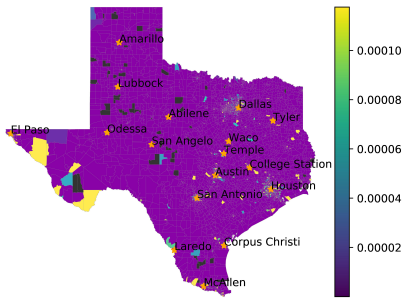 Amarillo
Lubbock
Abilene
Dallas
Tyler
El Paso
Odessa
San Angelo
Waco
Temple
College Station
Austin
San Antonio
Houston
Laredo
Corpus Christi
McAllen
0.00010
0.00008
0.00006
0.00004
0.00002